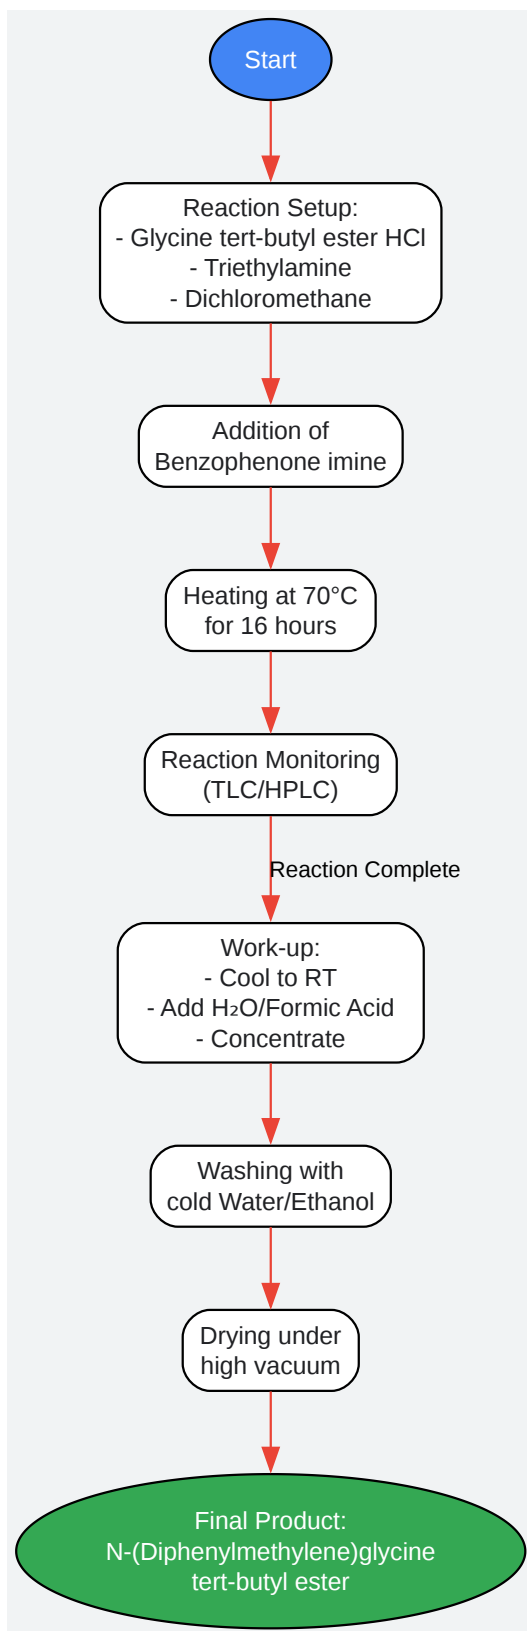 Start
Reaction Setup:
- Glycine tert-butyl ester HCl
- Triethylamine
- Dichloromethane
Addition of
Benzophenone imine
Heating at 70°C
for 16 hours
Reaction Monitoring
(TLC/HPLC)
Reaction Complete
Work-up:
- Cool to RT
- Add H₂O/Formic Acid
- Concentrate
Washing with
cold Water/Ethanol
Drying under
high vacuum
Final Product:
N-(Diphenylmethylene)glycine
tert-butyl ester